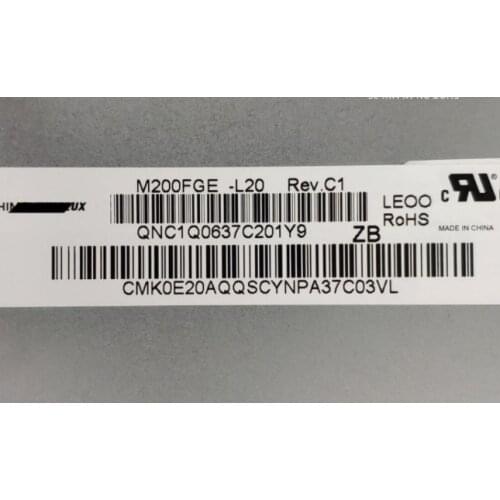 M200FGE -L20 Rev.C1
QNC1Q0637C201Y9
ZB
LEOO
RoHS
MADE IN CHINA
CMK0E20AQQSCYNPA37C03VL